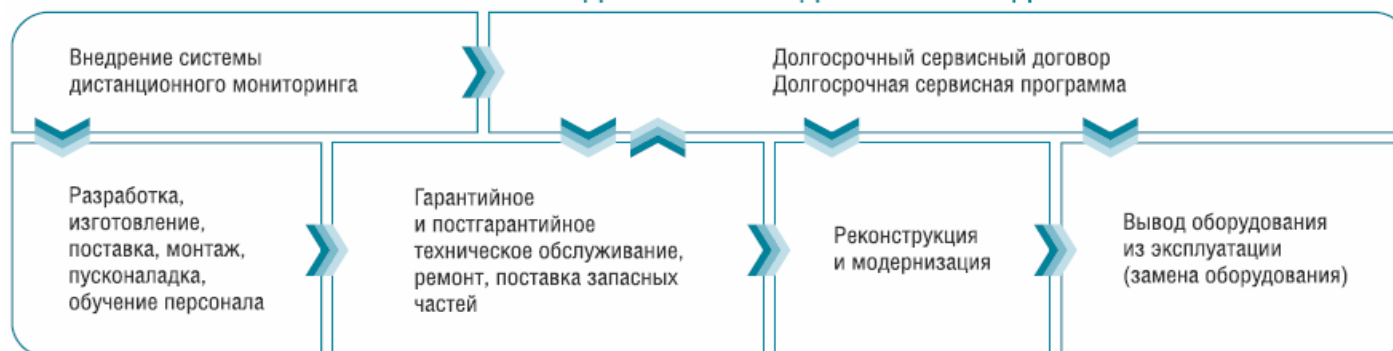 Внедрение системы
дистанционного мониторинга
Долгосрочный сервисный договор
Долгосрочная сервисная программа
Разработка,
изготовление,
поставка, монтаж,
пусконаладка,
обучение персонала
Гарантийное
и постгарантийное
техническое обслуживание,
ремонт, поставка запасных
частей
Реконструкция
и модернизация
Вывод оборудования
из эксплуатации
(замена оборудования)